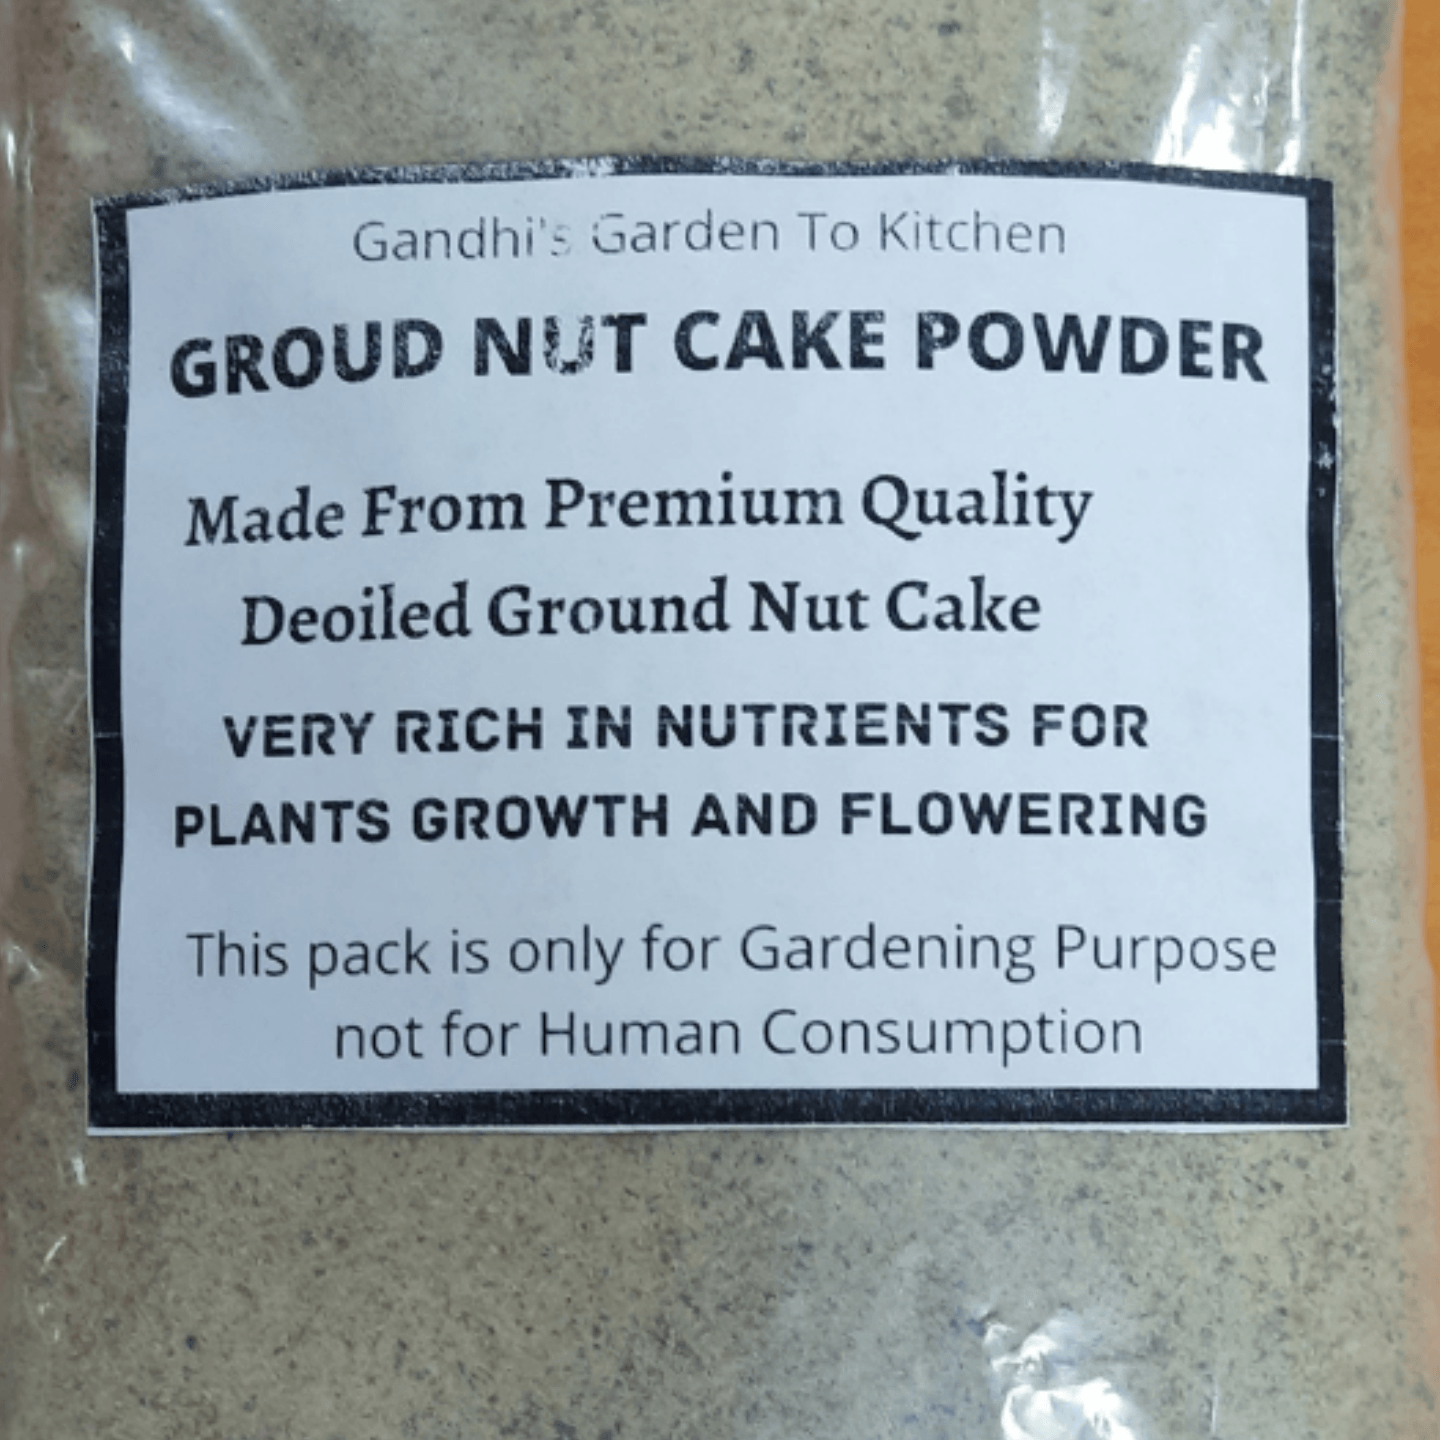 Gandhi's Garden To Kitchen
GROUD NUT CAKE POWDER
Made From Premium Quality
Deoiled Ground Nut Cake
VERY RICH IN NUTRIENTS FOR
PLANTS GROWTH AND FLOWERING
This pack is only for Gardening Purpose
not for Human Consumption